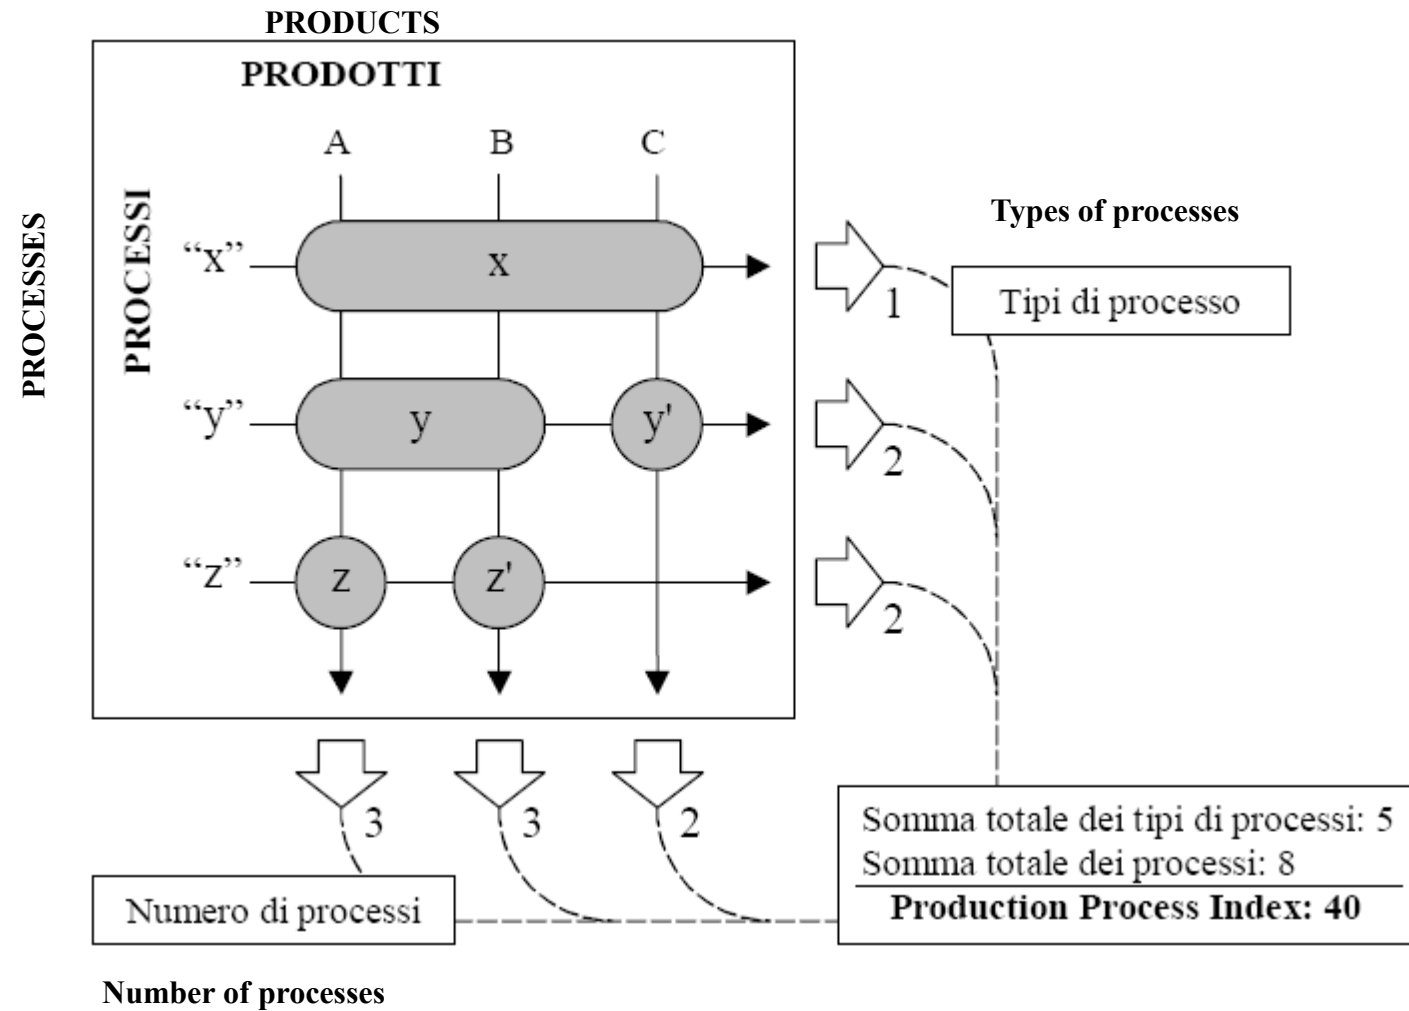 PRODUCTS
PRODOTTI
A B C
PROCESSES
PROCESSI
“x” x 1
Types of processes
Tipi di processo
“y” y y' 2
“z” z z' 2
3 3 2
Somma totale dei tipi di processi: 5
Somma totale dei processi: 8
Production Process Index: 40
Numero di processi
Number of processes